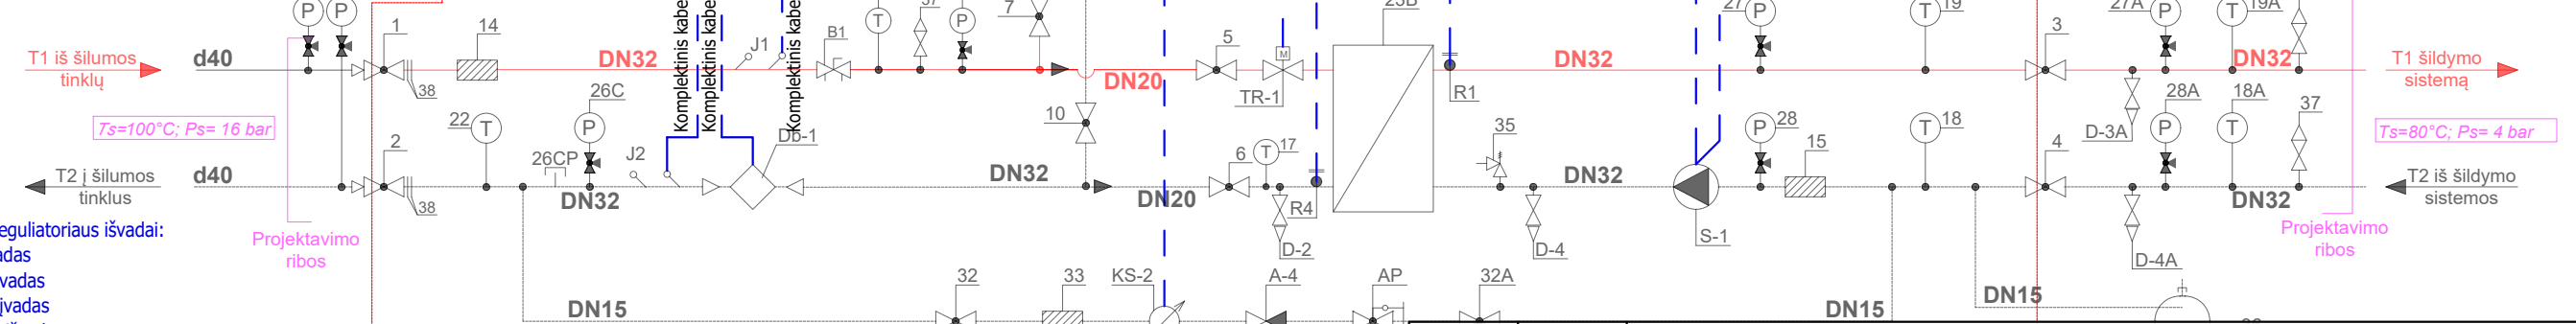 P
P
1
14
J1
B1
T
37
P
7
5
M
23B
27
P
T
19
3
27A
P
T
19A
T1 iš šilumos
tinklų
d40
DN32
Komplektinis kabe
Komplektinis kabe
Komplektinis kabe
DN20
TR-1
R1
DN32
DN32
T1 šildymo
sistemą
38
26C
28A
18A
37
Ts=100°C; Ps= 16 bar
22
T
P
10
Db-1
35
P
28
T
18
D-3A
P
T
Ts=80°C; Ps= 4 bar
2
26CP
J2
6
T
17
15
4
T2 į šilumos
tinklus
d40
DN32
DN32
DN20
R4
DN32
DN32
T2 iš šildymo
sistemos
38
S-1
eguliatoriaus išvadai:
Projektavimo
ribos
D-2
D-4
D-4A
Projektavimo
ribos
adas
vadas
įvadas
DN15
32
33
KS-2
A-4
AP
32A
DN15
DN15